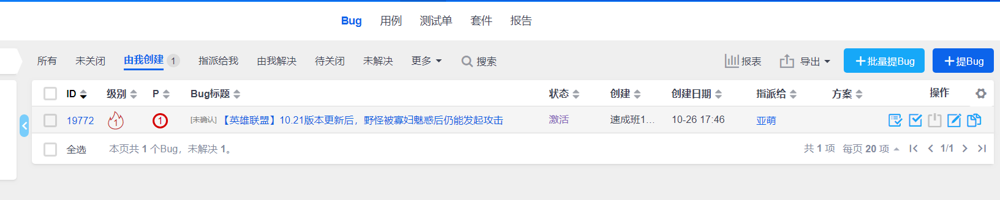 Bug 用例 测试单 套件 报告
所有 未关闭 由我创建 1 指派给我 由我解决 待关闭 未解决 更多 搜索 报表 导出 +批量提Bug +提Bug
ID 级别 P Bug标题 状态 创建 创建日期 指派给 方案 操作
19772 1 1 [未确认]【英雄联盟】10.21版本更新后，野怪被寡妇魅惑后仍能发起攻击 激活 速成班1... 10-26 17:46 亚萌
全选 本页共 1 个Bug，未解决 1。 共 1 项 每页 20 项 1/1